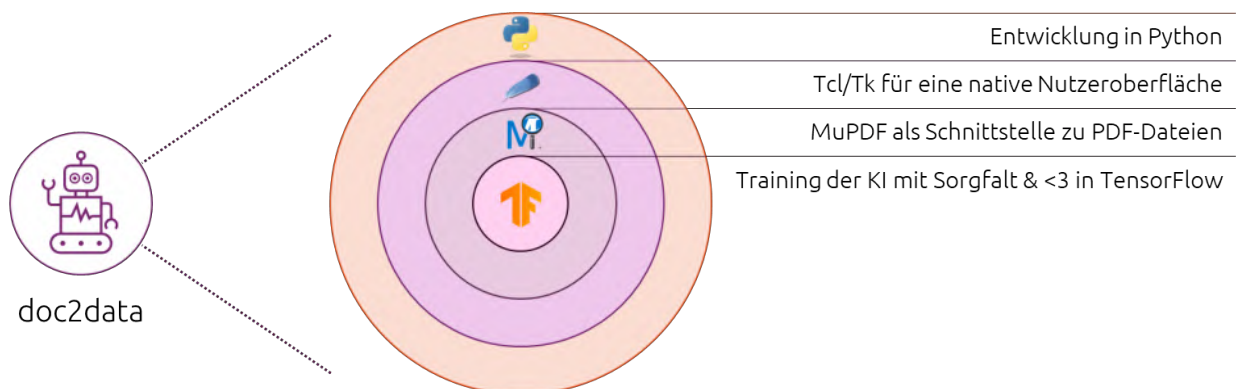 Entwicklung in Python
Tcl/Tk für eine native Nutzeroberfläche
MuPDF als Schnittstelle zu PDF-Dateien
Training der KI mit Sorgfalt & <3 in TensorFlow
doc2data